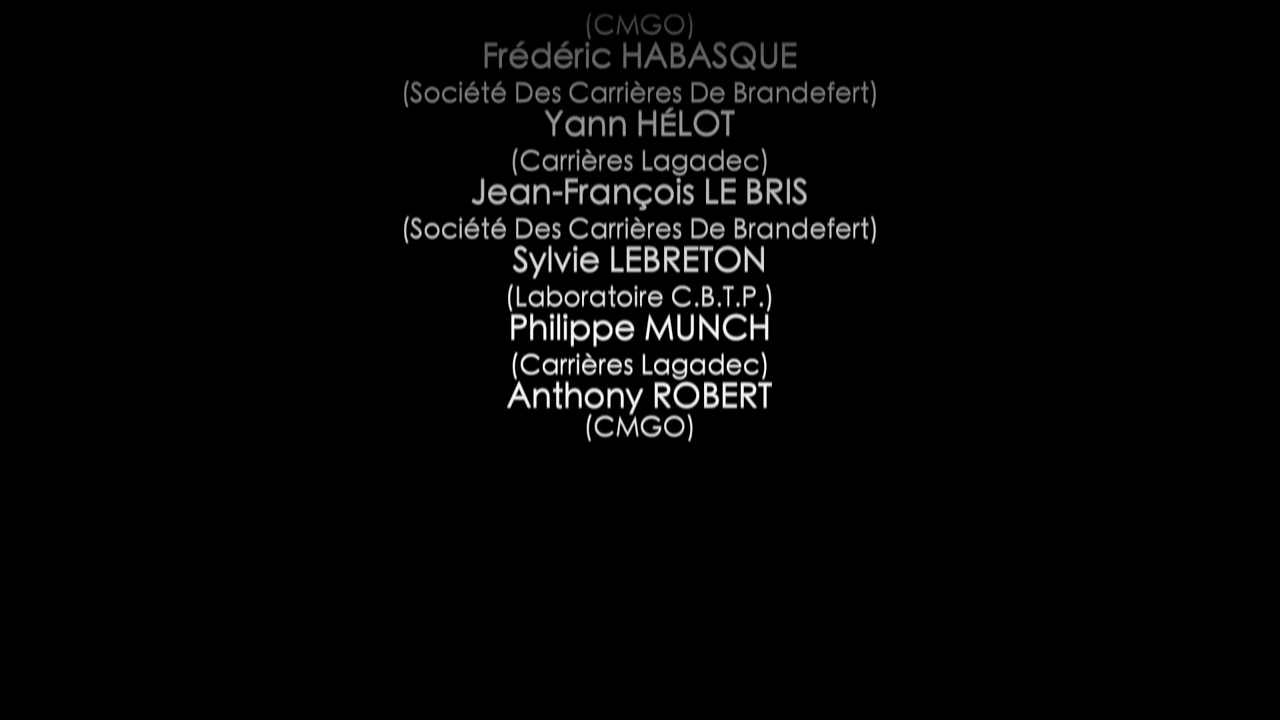 (CMGO)
Frédéric HABASQUE
(Société Des Carrières De Brandefert)
Yann HÉLOT
(Carrières Lagadec)
Jean-François LE BRIS
(Société Des Carrières De Brandefert)
Sylvie LEBRETON
(Laboratoire C.B.T.P.)
Philippe MUNCH
(Carrières Lagadec)
Anthony ROBERT
(CMGO)